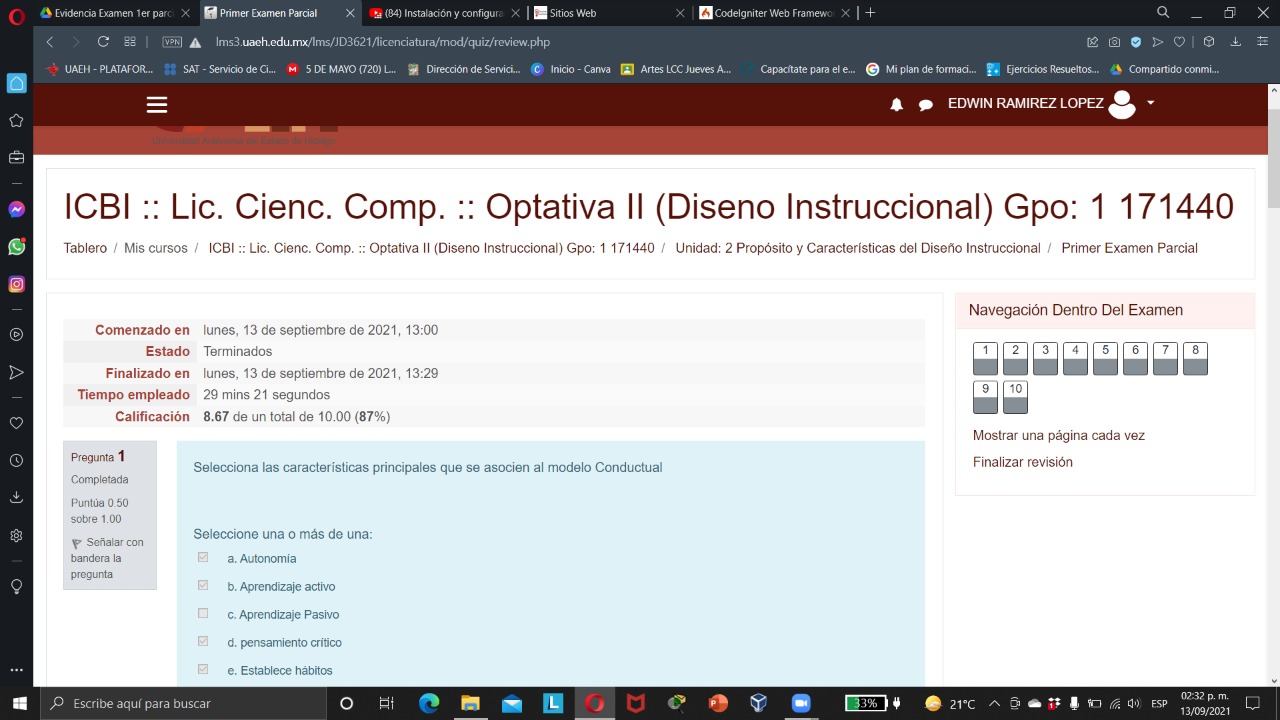 Evidencia Examen 1er parc
Primer Examen Parcial
(84) Instalación y configura
Sitios Web
CodeIgniter Web Framewo
VPN
lms3.uaeh.edu.mx/lms/JD3621/licenciatura/mod/quiz/review.php
UAEH - PLATAFOR...
SAT - Servicio de Ci...
5 DE MAYO (720) L...
Dirección de Servici...
Inicio - Canva
Artes LCC Jueves A...
Capacítate para el e...
Mi plan de formaci...
Ejercicios Resueltos...
Compartido conmi...
EDWIN RAMIREZ LOPEZ
Universidad Autónoma del Estado de Hidalgo
ICBI :: Lic. Cienc. Comp. :: Optativa II (Diseno Instruccional) Gpo: 1 171440
Tablero / Mis cursos / ICBI :: Lic. Cienc. Comp. :: Optativa II (Diseno Instruccional) Gpo: 1 171440 / Unidad: 2 Propósito y Características del Diseño Instruccional / Primer Examen Parcial
Comenzado en lunes, 13 de septiembre de 2021, 13:00
Estado Terminados
Finalizado en lunes, 13 de septiembre de 2021, 13:29
Tiempo empleado 29 mins 21 segundos
Calificación 8.67 de un total de 10.00 (87%)
Pregunta 1
Completada
Puntúa 0.50
sobre 1.00
Señalar con
bandera la
pregunta
Selecciona las características principales que se asocien al modelo Conductual
Seleccione una o más de una:
a. Autonomía
b. Aprendizaje activo
c. Aprendizaje Pasivo
d. pensamiento crítico
e. Establece hábitos
Navegación Dentro Del Examen
1 2 3 4 5 6 7 8
9 10
Mostrar una página cada vez
Finalizar revisión
Escribe aquí para buscar
33%
21°C
ESP
02:32 p. m.
13/09/2021